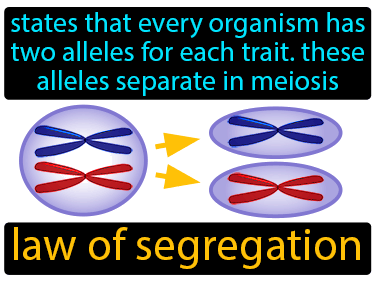 states that every organism has
two alleles for each trait. these
alleles separate in meiosis
law of segregation